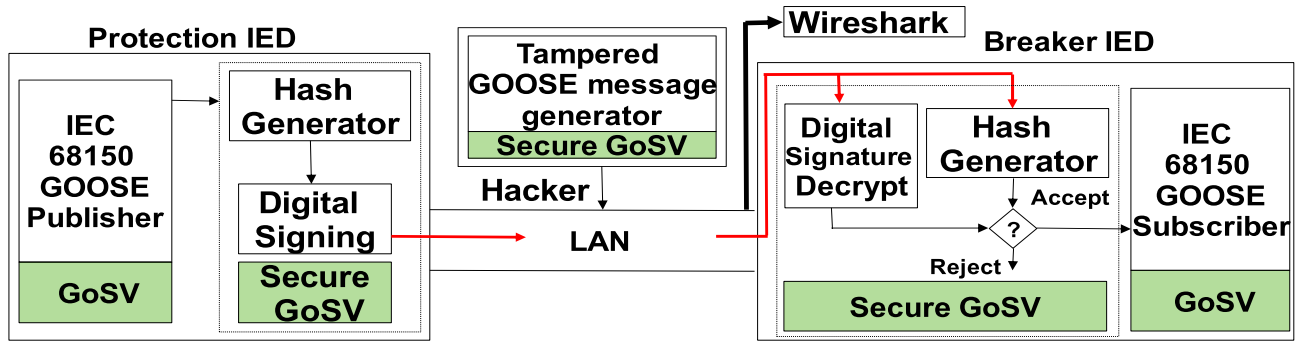 Protection IED
IEC
68150
GOOSE
Publisher
GoSV
Hash
Generator
Digital
Signing
Secure
GoSV
Tampered
GOOSE message
generator
Secure GoSV
Hacker
LAN
Wireshark
Breaker IED
Digital
Signature
Decrypt
Hash
Generator
Accept
?
Reject
Secure GoSV
IEC
68150
GOOSE
Subscriber
GoSV